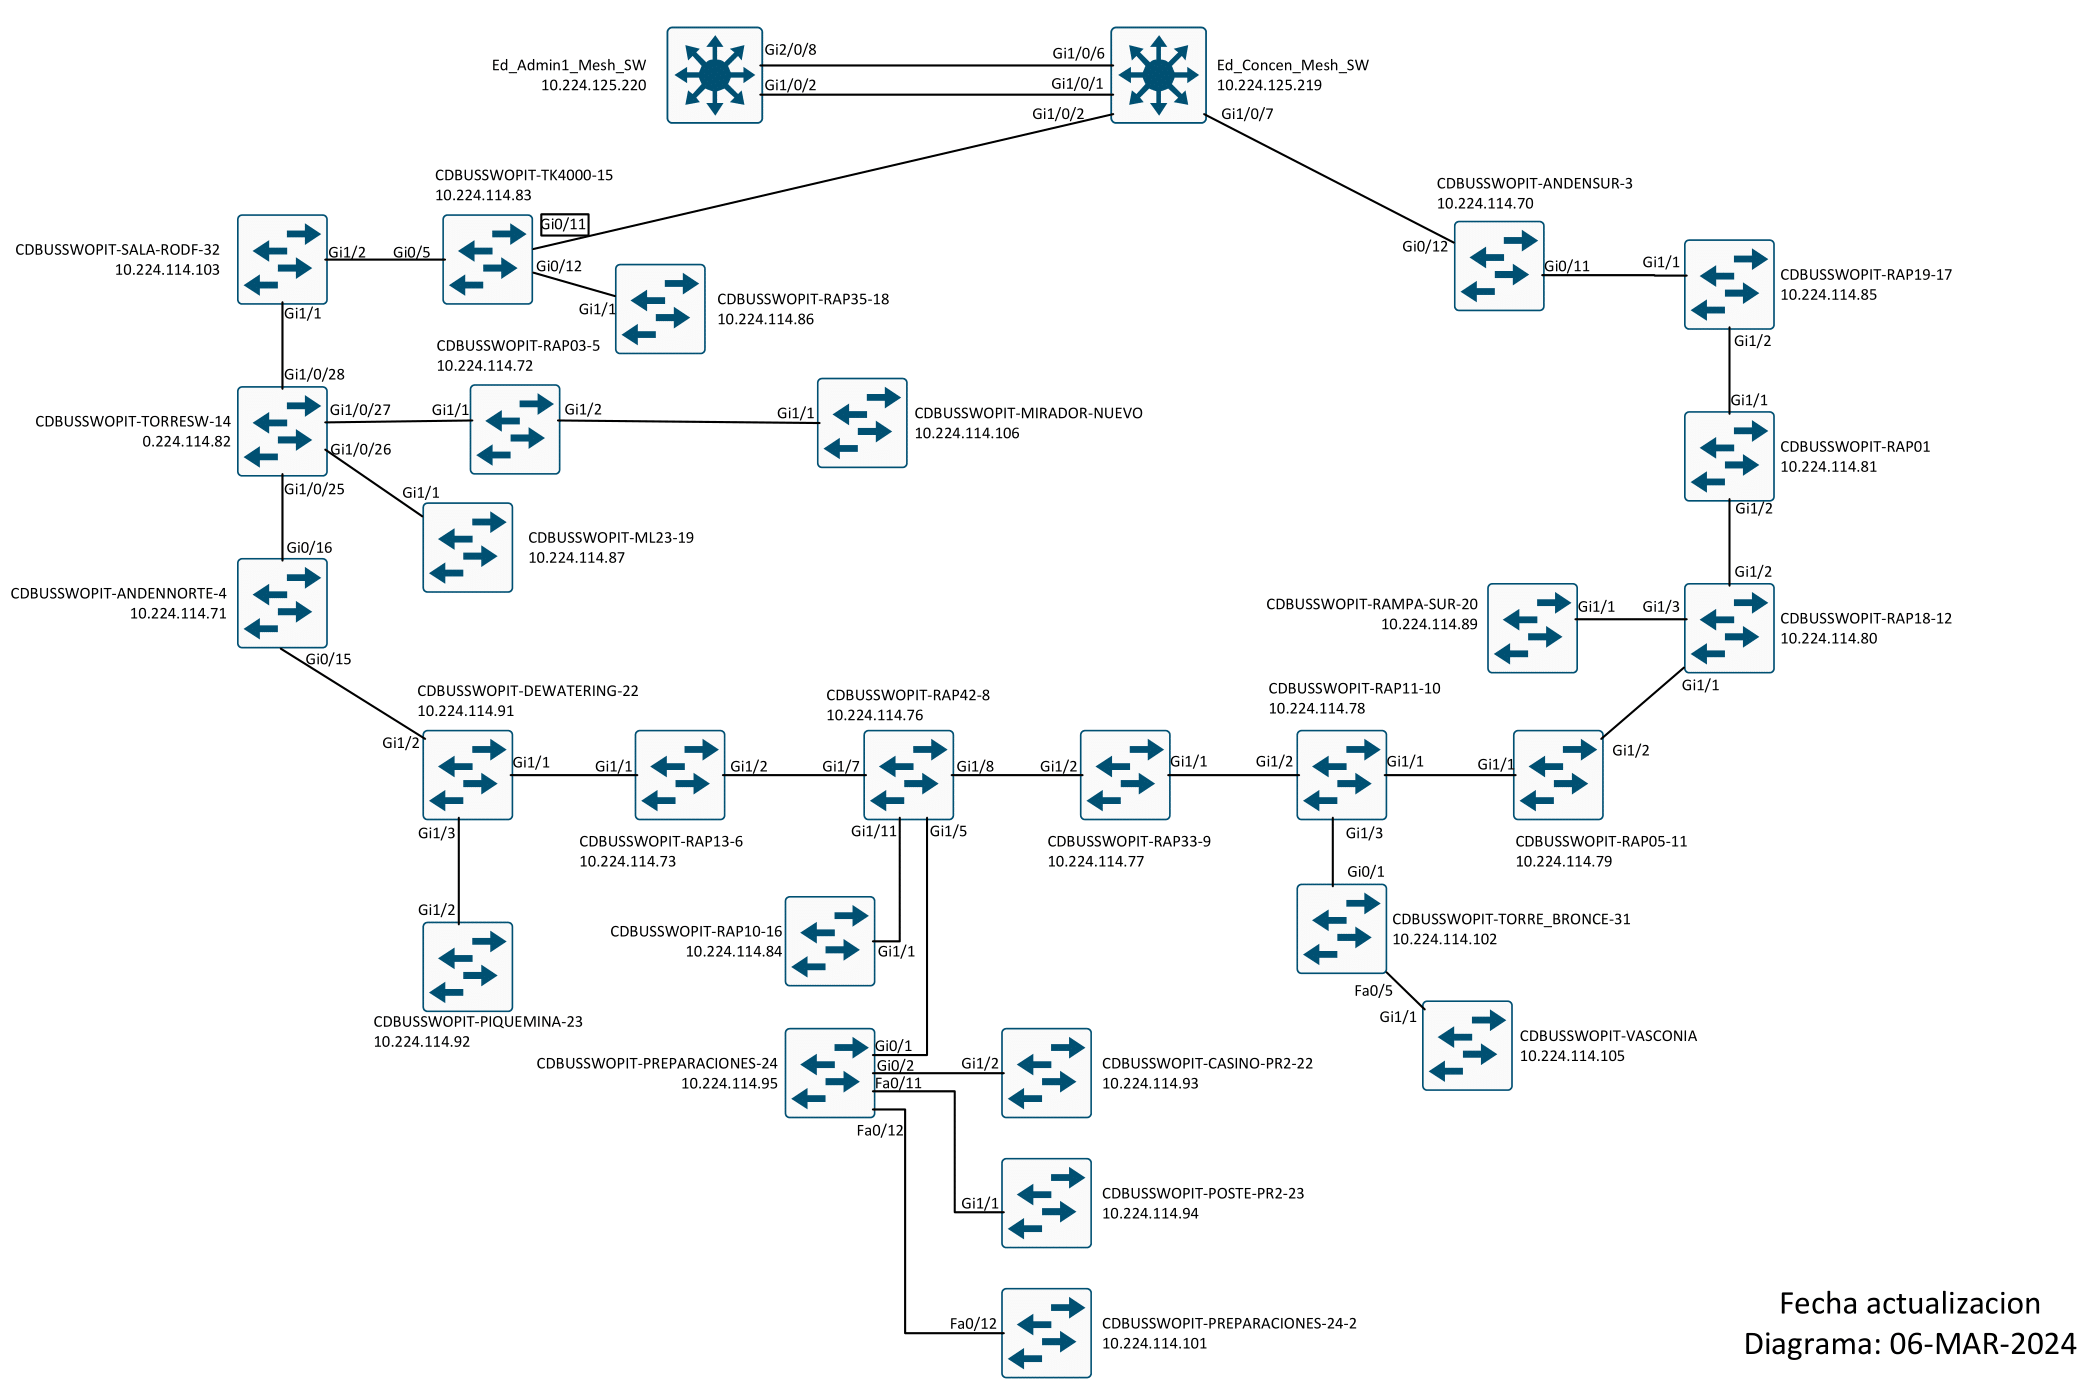 Ed_Admin1_Mesh_SW
10.224.125.220
Gi2/0/8
Gi1/0/6
Gi1/0/2
Gi1/0/1
Ed_Concen_Mesh_SW
10.224.125.219
Gi1/0/2
Gi1/0/7
CDBUSSWOPIT-TK4000-15
10.224.114.83
Gi0/11
CDBUSSWOPIT-ANDENSUR-3
10.224.114.70
CDBUSSWOPIT-SALA-RODF-32
10.224.114.103
Gi1/2
Gi0/5
Gi0/12
Gi1/1
CDBUSSWOPIT-RAP35-18
10.224.114.86
Gi0/12
Gi0/11
Gi1/1
CDBUSSWOPIT-RAP19-17
10.224.114.85
Gi1/1
Gi1/2
CDBUSSWOPIT-RAP03-5
10.224.114.72
Gi1/0/28
CDBUSSWOPIT-TORRESW-14
0.224.114.82
Gi1/0/27
Gi1/1
Gi1/2
Gi1/1
CDBUSSWOPIT-MIRADOR-NUEVO
10.224.114.106
Gi1/1
CDBUSSWOPIT-RAP01
10.224.114.81
Gi1/0/26
Gi1/0/25
Gi1/1
Gi1/2
CDBUSSWOPIT-ML23-19
10.224.114.87
Gi0/16
Gi1/2
CDBUSSWOPIT-ANDENNORTE-4
10.224.114.71
CDBUSSWOPIT-RAMPA-SUR-20
10.224.114.89
Gi1/1
Gi1/3
CDBUSSWOPIT-RAP18-12
10.224.114.80
Gi0/15
Gi1/1
CDBUSSWOPIT-DEWATERING-22
10.224.114.91
CDBUSSWOPIT-RAP42-8
10.224.114.76
CDBUSSWOPIT-RAP11-10
10.224.114.78
Gi1/2
Gi1/2
Gi1/1
Gi1/1
Gi1/2
Gi1/7
Gi1/8
Gi1/2
Gi1/1
Gi1/2
Gi1/1
Gi1/1
Gi1/3
CDBUSSWOPIT-RAP13-6
10.224.114.73
Gi1/11
Gi1/5
CDBUSSWOPIT-RAP33-9
10.224.114.77
Gi1/3
CDBUSSWOPIT-RAP05-11
10.224.114.79
Gi0/1
Gi1/2
CDBUSSWOPIT-RAP10-16
10.224.114.84
Gi1/1
CDBUSSWOPIT-TORRE_BRONCE-31
10.224.114.102
Fa0/5
Gi1/1
CDBUSSWOPIT-PIQUEMINA-23
10.224.114.92
CDBUSSWOPIT-VASCONIA
10.224.114.105
CDBUSSWOPIT-PREPARACIONES-24
10.224.114.95
Gi0/1
Gi0/2
Fa0/11
Gi1/2
CDBUSSWOPIT-CASINO-PR2-22
10.224.114.93
Fa0/12
Gi1/1
CDBUSSWOPIT-POSTE-PR2-23
10.224.114.94
Fa0/12
CDBUSSWOPIT-PREPARACIONES-24-2
10.224.114.101
Fecha actualizacion
Diagrama: 06-MAR-2024